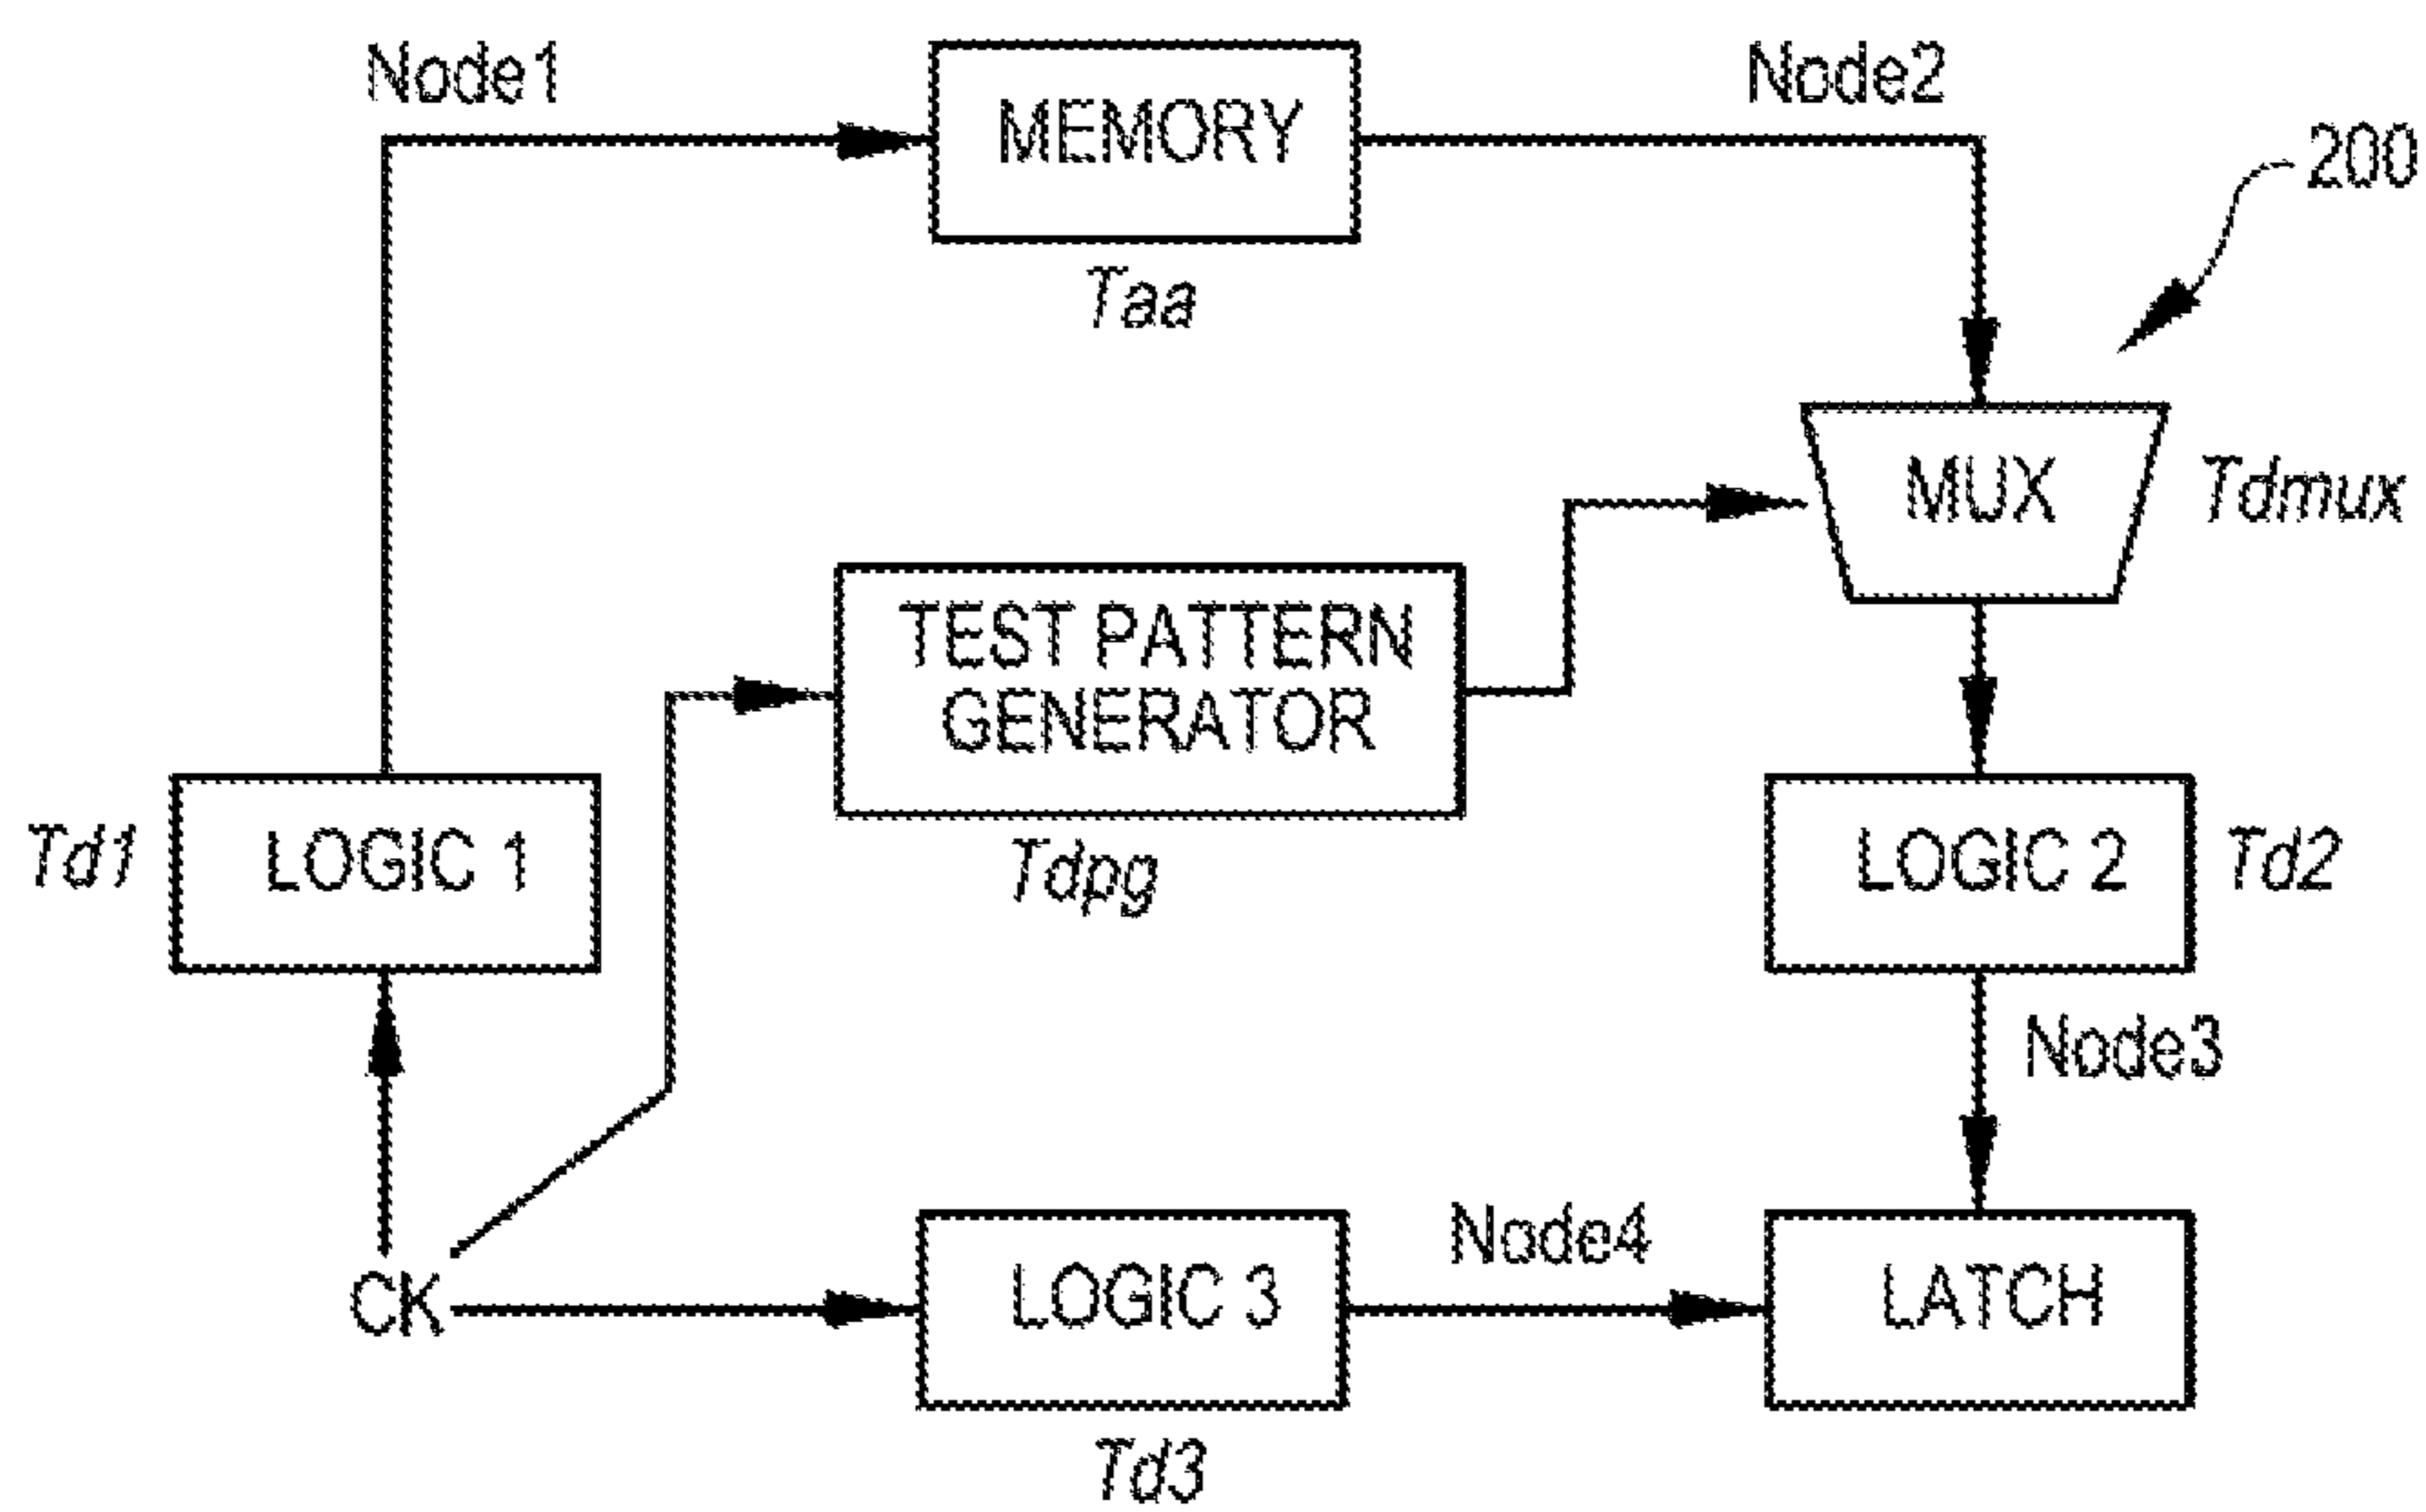 Node1
MEMORY
Node2
200
Taa
MUX
Tdmux
TEST PATTERN
GENERATOR
Td1
LOGIC 1
Tdpg
LOGIC 2
Td2
Node3
CK
LOGIC 3
Node4
LATCH
Td3